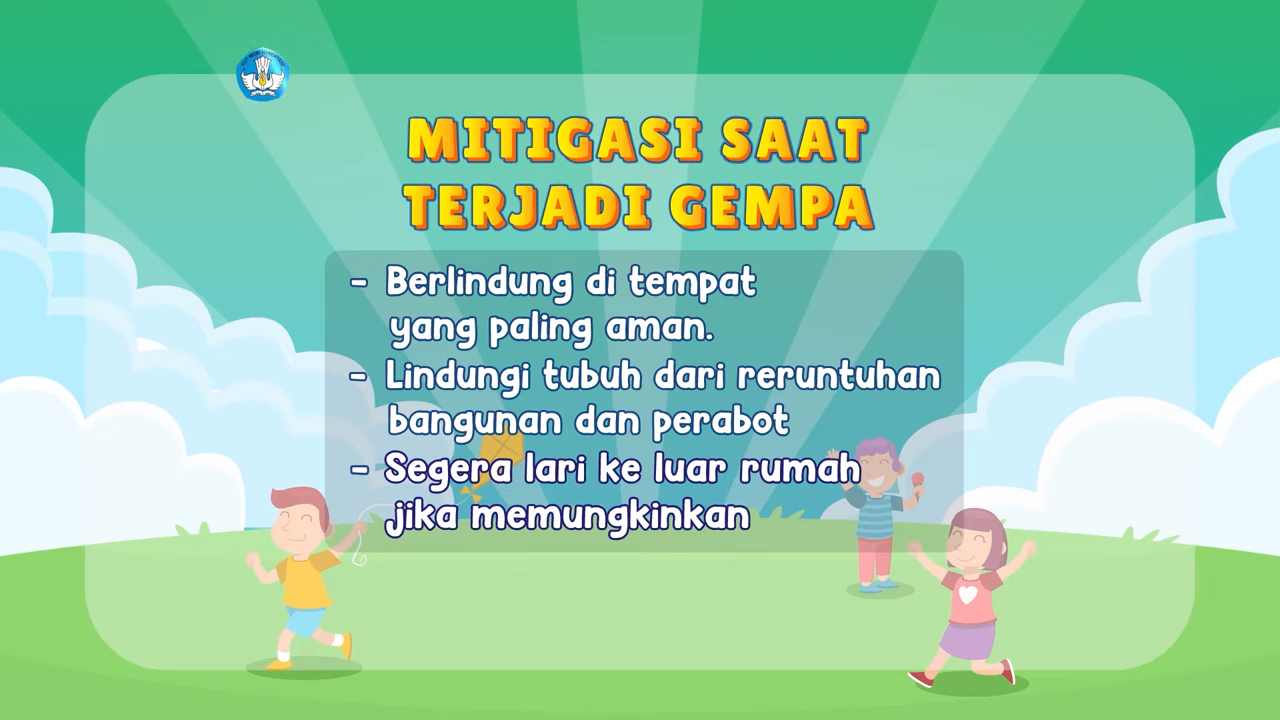 MITIGASI SAAT
TERJADI GEMPA
- Berlindung di tempat
yang paling aman.
- Lindungi tubuh dari reruntuhan
bangunan dan perabot
- Segera lari ke luar rumah
jika memungkinkan